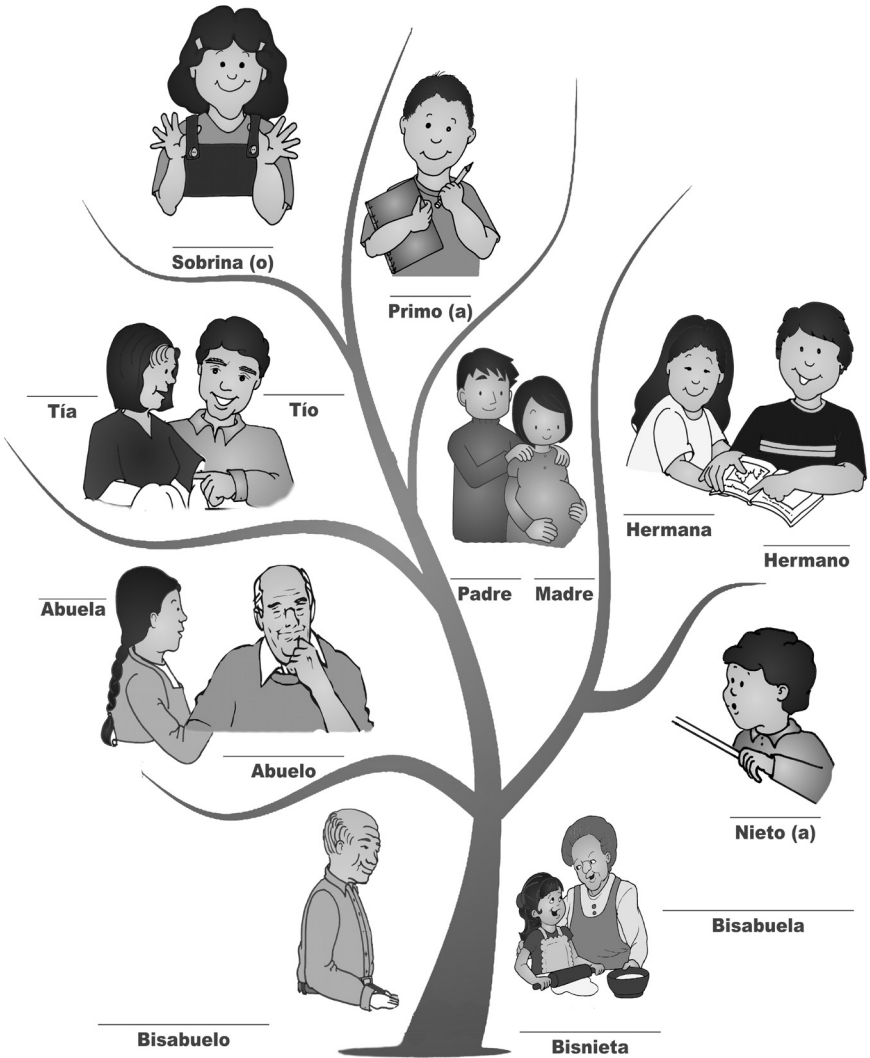 Sobrina (o)
Primo (a)
Tía
Tío
Hermana
Hermano
Padre
Madre
Abuela
Abuelo
Nieto (a)
Bisabuela
Bisabuelo
Bisnieta